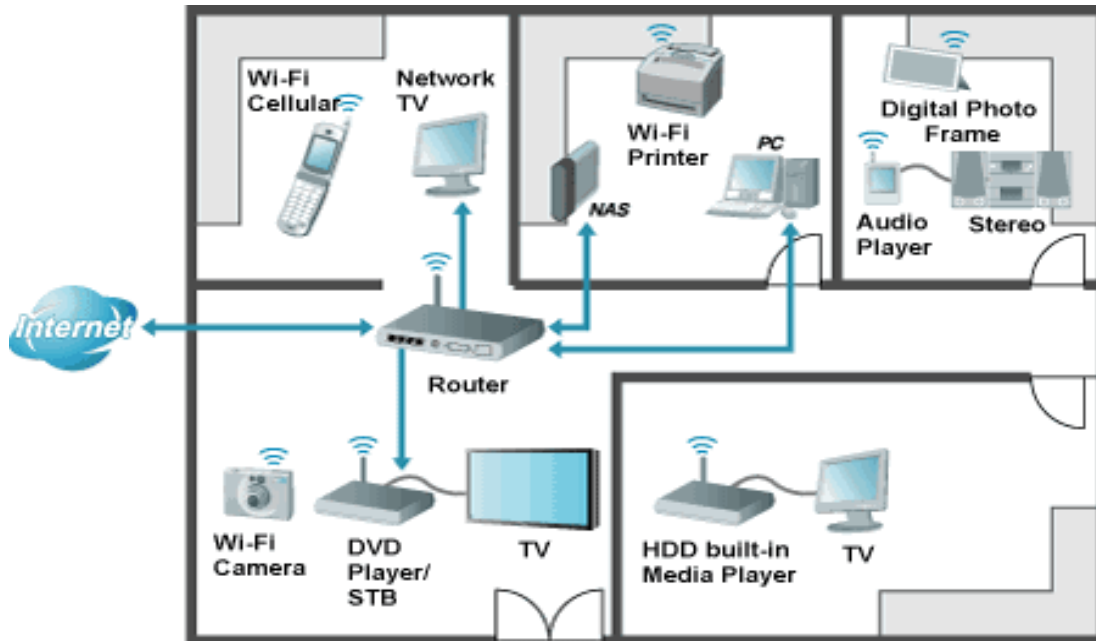 Wi-Fi
Cellular
Network
TV
Wi-Fi
Printer
NAS
PC
Digital Photo
Frame
Audio
Player
Stereo
Internet
Router
Wi-Fi
Camera
DVD
Player/
STB
TV
HDD built-in
Media Player
TV